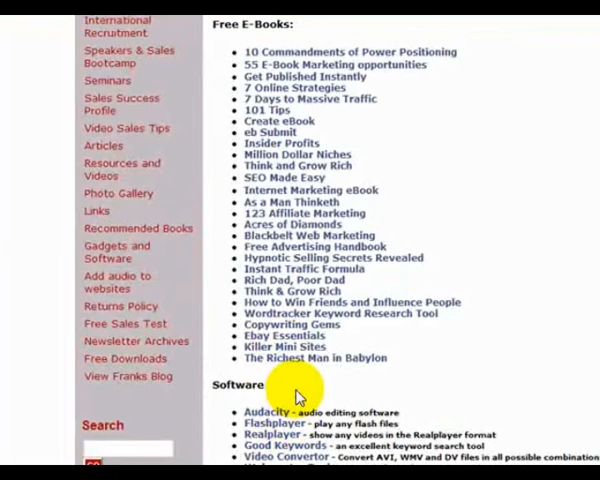 International
Recruitment
Speakers & Sales
Bootcamp
Seminars
Sales Success
Profile
Video Sales Tips
Articles
Resources and
Videos
Photo Gallery
Links
Recommended Books
Gadgets and
Software
Add audio to
websites
Returns Policy
Free Sales Test
Newsletter Archives
Free Downloads
View Franks Blog
Search
GO
Free E-Books:
10 Commandments of Power Positioning
55 E-Book Marketing opportunities
Get Published Instantly
7 Online Strategies
7 Days to Massive Traffic
101 Tips
Create eBook
eb Submit
Insider Profits
Million Dollar Niches
Think and Grow Rich
SEO Made Easy
Internet Marketing eBook
As a Man Thinketh
123 Affiliate Marketing
Acres of Diamonds
Blackbelt Web Marketing
Free Advertising Handbook
Hypnotic Selling Secrets Revealed
Instant Traffic Formula
Rich Dad, Poor Dad
Think & Grow Rich
How to Win Friends and Influence People
Wordtracker Keyword Research Tool
Copywriting Gems
Ebay Essentials
Killer Mini Sites
The Richest Man in Babylon
Software
Audacity - audio editing software
Flashplayer - play any flash files
Realplayer - show any videos in the Realplayer format
Good Keywords - an excellent keyword search tool
Video Convertor - Convert AVI, WMV and DV files in all possible combination